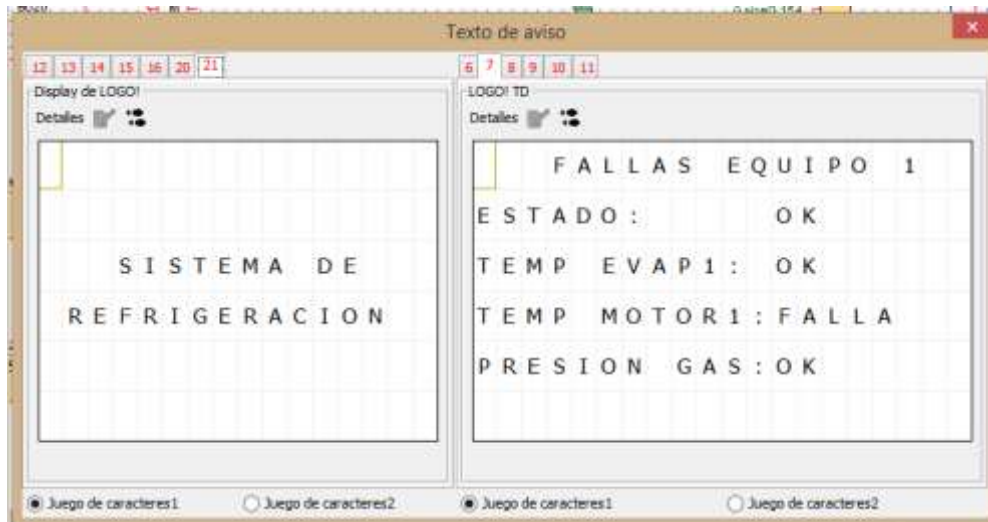 Texto de aviso
12 13 14 15 16 20 21
Display de LOGO!
Detalles
SISTEMA DE
REFRIGERACION
Juego de caracteres1 Juego de caracteres2
6 7 8 9 10 11
LOGO! TD
Detalles
FALLAS EQUIPO 1
ESTADO: OK
TEMP EVAP1: OK
TEMP MOTOR1:FALLA
PRESION GAS:OK
Juego de caracteres1 Juego de caracteres2